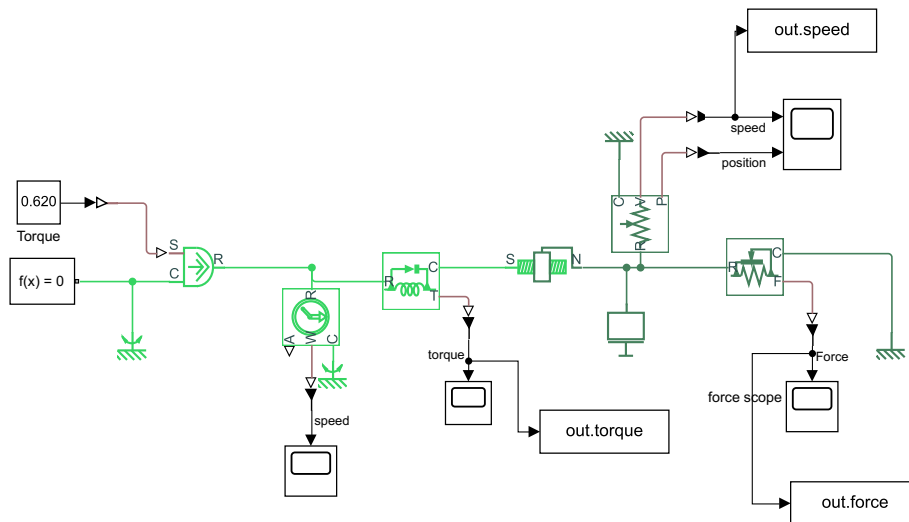 out.speed
speed
position
C
V
P
R
0.620
Torque
S
C
R
f(x) = 0
R
A
W
C
speed
R
C
T
torque
out.torque
S
N
R
C
F
Force
force scope
out.force